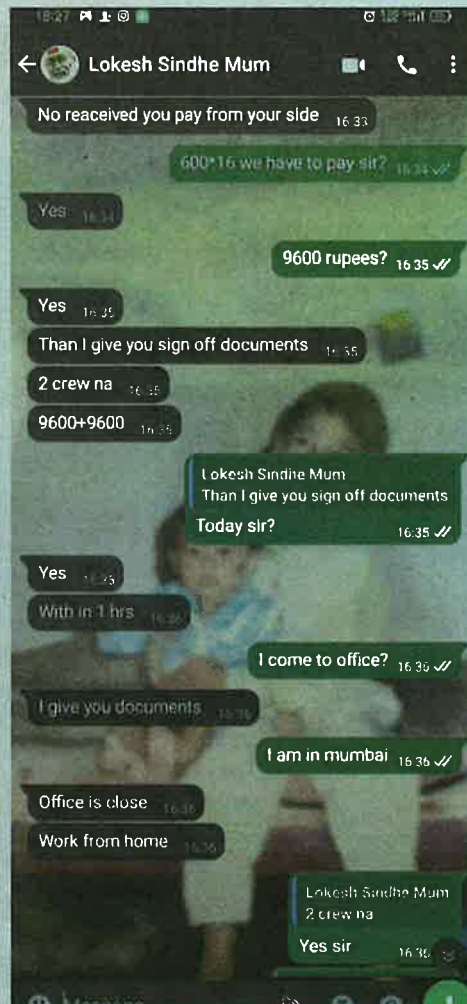 18:27
Lokesh Sindhe Mum
No reaceived you pay from your side 16:33
600*16 we have to pay sir? 16:34
Yes 16:34
9600 rupees? 16:35
Yes 16:35
Than I give you sign off documents 16:35
2 crew na 16:35
9600+9600 16:35
Lokesh Sindhe Mum
Than I give you sign off documents
Today sir? 16:35
Yes
With in 1 hrs 16:36
I come to office? 16:36
I give you documents 16:36
I am in mumbai 16:36
Office is close 16:36
Work from home 16:36
Lokesh Sindhe Mum
2 crew na
Yes sir 16:36